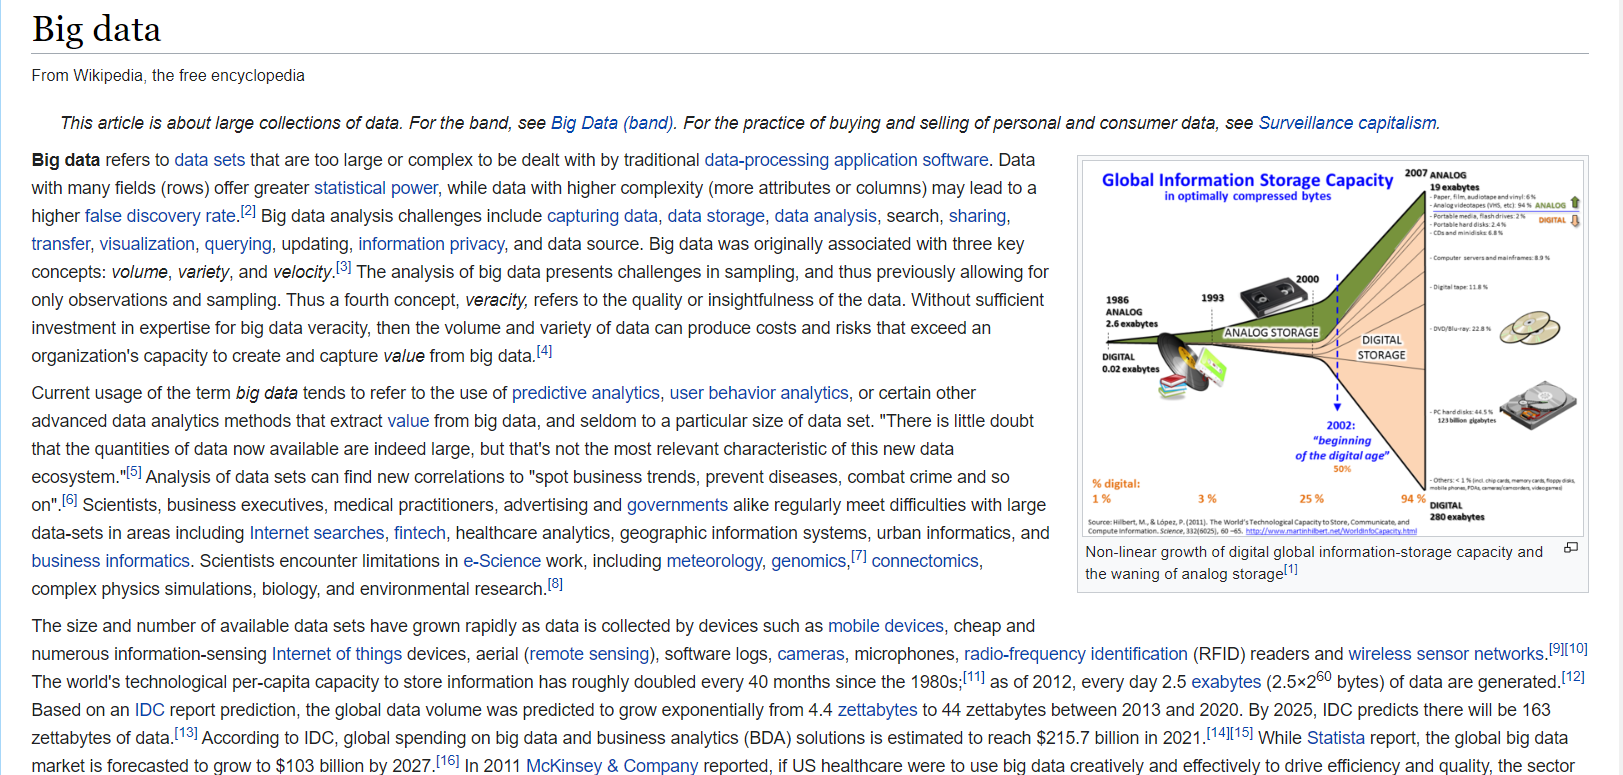 Big data
From Wikipedia, the free encyclopedia
This article is about large collections of data. For the band, see Big Data (band). For the practice of buying and selling of personal and consumer data, see Surveillance capitalism.
Big data refers to data sets that are too large or complex to be dealt with by traditional data-processing application software. Data
with many fields (rows) offer greater statistical power, while data with higher complexity (more attributes or columns) may lead to a
higher false discovery rate.[2] Big data analysis challenges include capturing data, data storage, data analysis, search, sharing,
transfer, visualization, querying, updating, information privacy, and data source. Big data was originally associated with three key
concepts: volume, variety, and velocity.[3] The analysis of big data presents challenges in sampling, and thus previously allowing for
only observations and sampling. Thus a fourth concept, veracity, refers to the quality or insightfulness of the data. Without sufficient
investment in expertise for big data veracity, then the volume and variety of data can produce costs and risks that exceed an
organization's capacity to create and capture value from big data.[4]
Current usage of the term big data tends to refer to the use of predictive analytics, user behavior analytics, or certain other
advanced data analytics methods that extract value from big data, and seldom to a particular size of data set. "There is little doubt
that the quantities of data now available are indeed large, but that's not the most relevant characteristic of this new data
ecosystem."[5] Analysis of data sets can find new correlations to "spot business trends, prevent diseases, combat crime and so
on".[6] Scientists, business executives, medical practitioners, advertising and governments alike regularly meet difficulties with large
data-sets in areas including Internet searches, fintech, healthcare analytics, geographic information systems, urban informatics, and
business informatics. Scientists encounter limitations in e-Science work, including meteorology, genomics,[7] connectomics,
complex physics simulations, biology, and environmental research.[8]
Global Information Storage Capacity
in optimally compressed bytes
2007 ANALOG
19 exabytes
- Paper, film, audiotape and vinyl: 6 %
- Analog videotapes (VHS, etc): 94 %
ANALOG
- Portable media, flash drives: 2 %
DIGITAL
- Portable hard disks: 2.4 %
- CDs and minidisks: 6.8 %
- Computer servers and mainframes: 8.9 %
- Digital tape: 11.8 %
- DVD/Blu-ray: 22.8 %
- PC hard disks: 44.5 %
123 billion gigabytes
- Others: < 1 % (incl. chip cards, memory cards, floppy disks,
mobile phones, PDAs, cameras/camcorders, video games)
DIGITAL
280 exabytes
1986
ANALOG
2.6 exabytes
DIGITAL
0.02 exabytes
1993
2000
ANALOG STORAGE
DIGITAL
STORAGE
2002:
"beginning
of the digital age"
50%
% digital:
1 %
3 %
25 %
94 %
Source: Hilbert, M., & López, P. (2011). The World's Technological Capacity to Store, Communicate, and
Compute Information. Science, 332(6025), 60 –65. http://www.martinhilbert.net/WorldInfoCapacity.html
Non-linear growth of digital global information-storage capacity and
the waning of analog storage[1]
The size and number of available data sets have grown rapidly as data is collected by devices such as mobile devices, cheap and
numerous information-sensing Internet of things devices, aerial (remote sensing), software logs, cameras, microphones, radio-frequency identification (RFID) readers and wireless sensor networks.[9][10]
The world's technological per-capita capacity to store information has roughly doubled every 40 months since the 1980s;[11] as of 2012, every day 2.5 exabytes (2.5×2⁶⁰ bytes) of data are generated.[12]
Based on an IDC report prediction, the global data volume was predicted to grow exponentially from 4.4 zettabytes to 44 zettabytes between 2013 and 2020. By 2025, IDC predicts there will be 163
zettabytes of data.[13] According to IDC, global spending on big data and business analytics (BDA) solutions is estimated to reach $215.7 billion in 2021.[14][15] While Statista report, the global big data
market is forecasted to grow to $103 billion by 2027.[16] In 2011 McKinsey & Company reported, if US healthcare were to use big data creatively and effectively to drive efficiency and quality, the sector